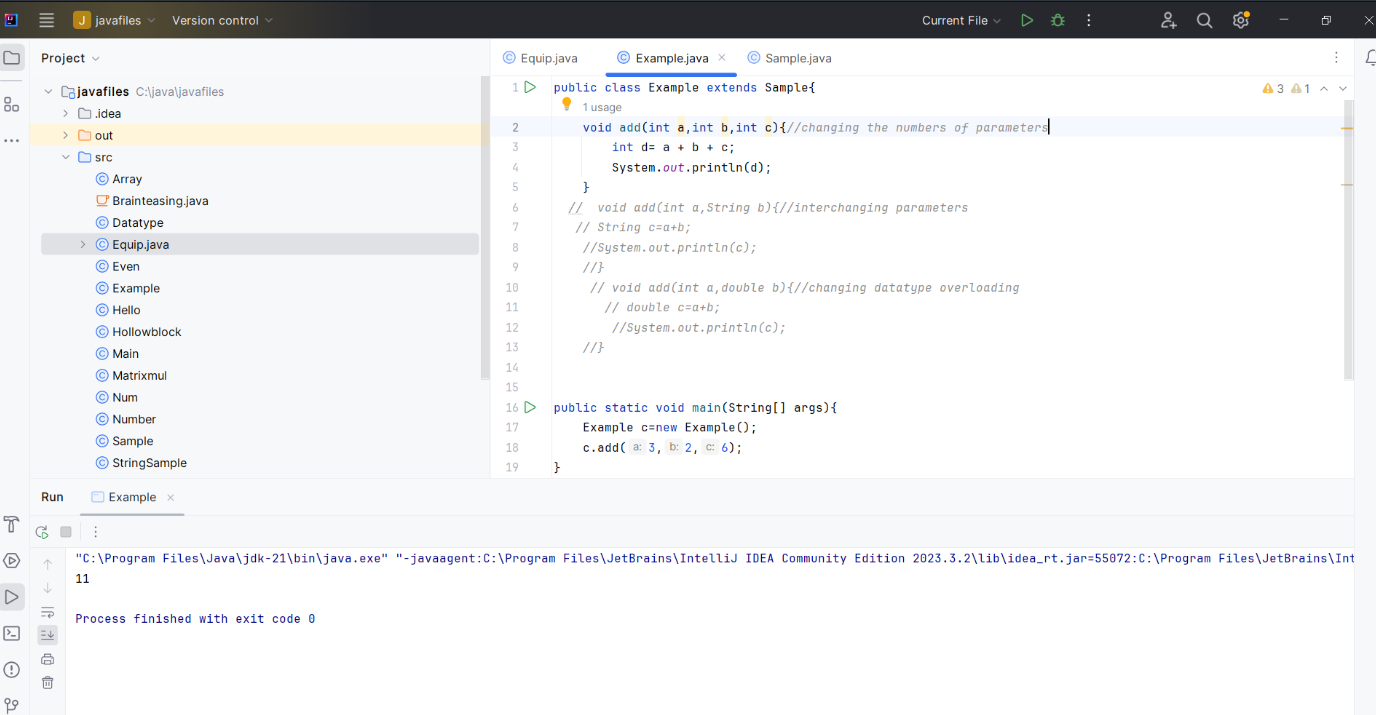 J javafiles Version control Current File
Project
Equip.java Example.java Sample.java
javafiles C:\java\javafiles
.idea
out
src
Array
Brainteasing.java
Datatype
Equip.java
Even
Example
Hello
Hollowblock
Main
Matrixmul
Num
Number
Sample
StringSample
3 1
1 public class Example extends Sample{
1 usage
2 void add(int a,int b,int c){//changing the numbers of parameters
3 int d= a + b + c;
4 System.out.println(d);
5 }
6 // void add(int a,String b){//interchanging parameters
7 // String c=a+b;
8 //System.out.println(c);
9 //}
10 // void add(int a,double b){//changing datatype overloading
11 // double c=a+b;
12 //System.out.println(c);
13 //}
14
15
16 public static void main(String[] args){
17 Example c=new Example();
18 c.add( a: 3, b: 2, c: 6);
19 }
Run Example
"C:\Program Files\Java\jdk-21\bin\java.exe" "-javaagent:C:\Program Files\JetBrains\IntelliJ IDEA Community Edition 2023.3.2\lib\idea_rt.jar=55072:C:\Program Files\JetBrains\Int
11
Process finished with exit code 0